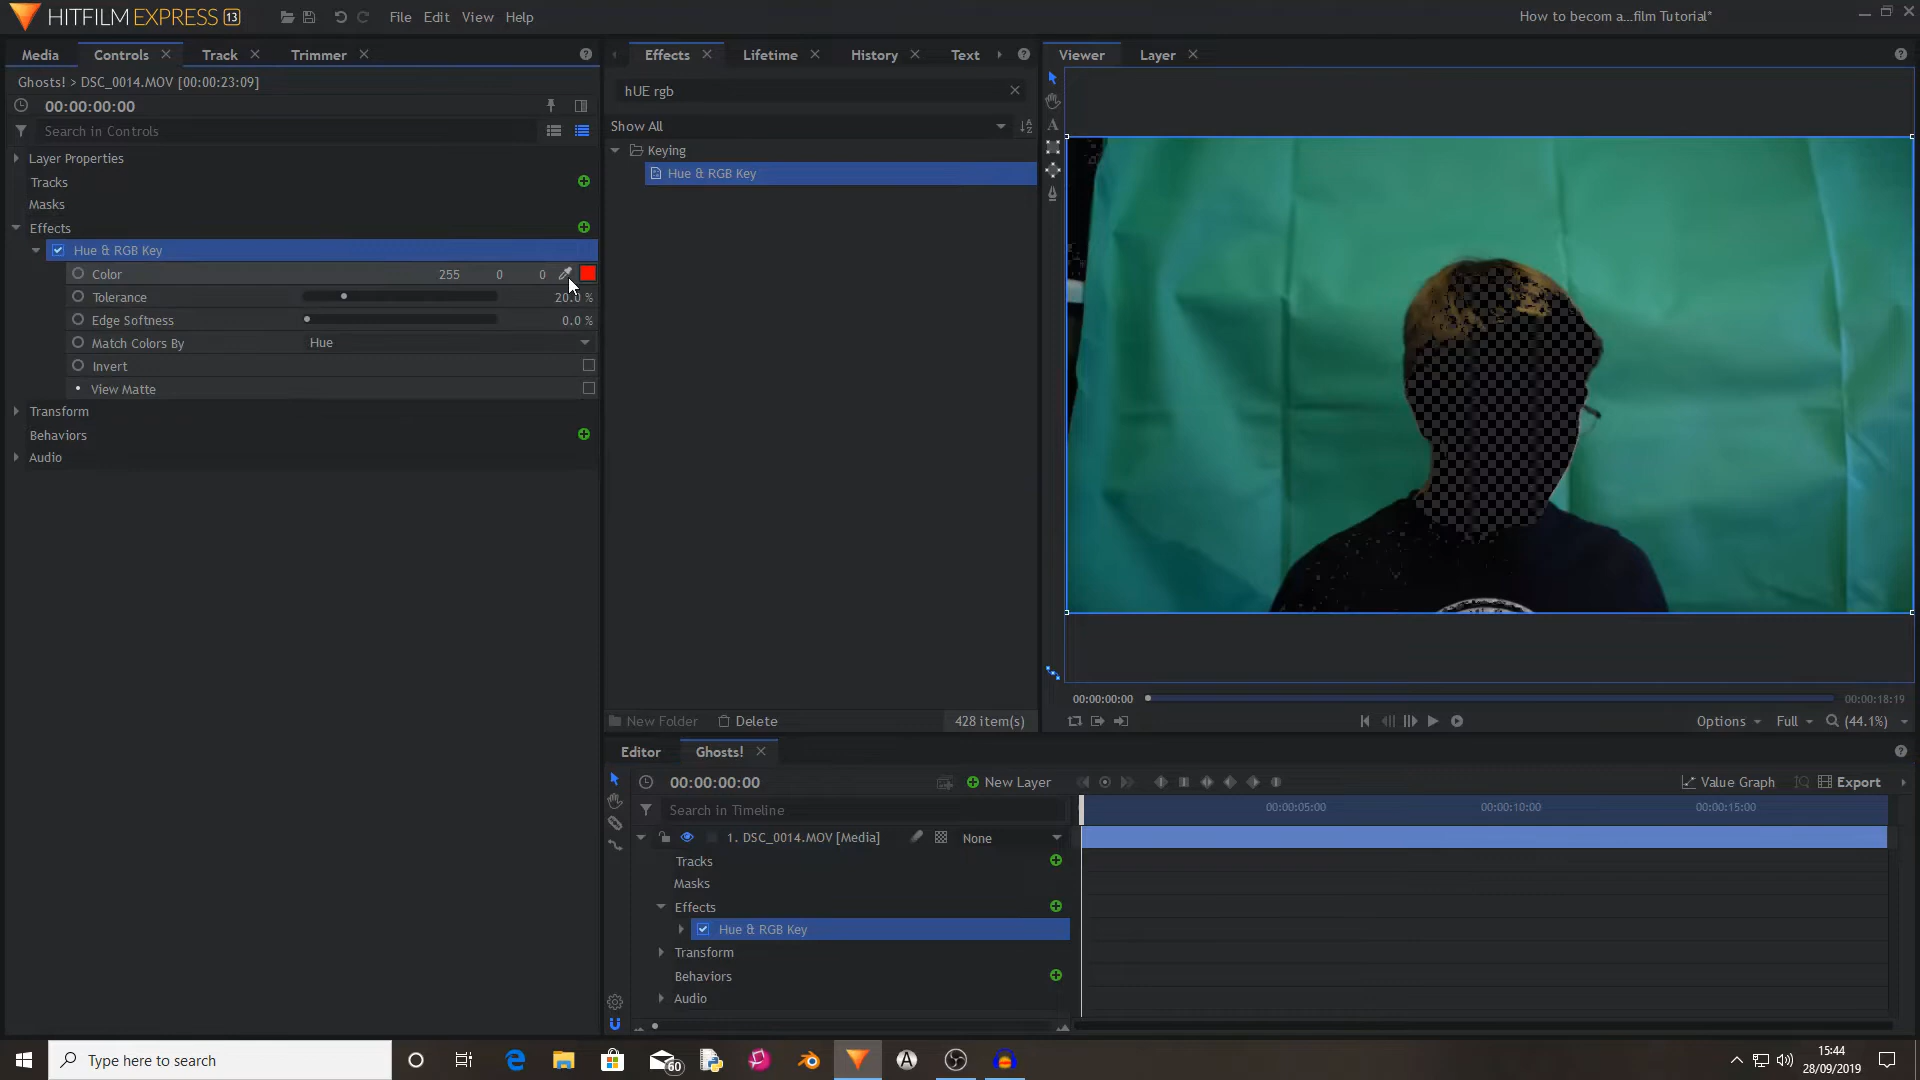 HITFILM EXPRESS 13
File Edit View Help
How to becom a...film Tutorial*
Media Controls Track Trimmer
Ghosts! > DSC_0014.MOV [00:00:23:09]
00:00:00:00
Search in Controls
Layer Properties
Tracks
Masks
Effects
Hue & RGB Key
Color 255 0 0
Tolerance 20.0 %
Edge Softness 0.0 %
Match Colors By Hue
Invert
View Matte
Transform
Behaviors
Audio
Effects Lifetime History Text
hUE rgb
Show All
Keying
Hue & RGB Key
New Folder Delete 428 item(s)
Viewer Layer
00:00:00:00 00:00:18:19
Options Full (44.1%)
Editor Ghosts!
00:00:00:00 New Layer Value Graph Export
Search in Timeline
00:00:05:00 00:00:10:00 00:00:15:00
1. DSC_0014.MOV [Media] None
Tracks
Masks
Effects
Hue & RGB Key
Transform
Behaviors
Audio
Type here to search
60
15:44
28/09/2019